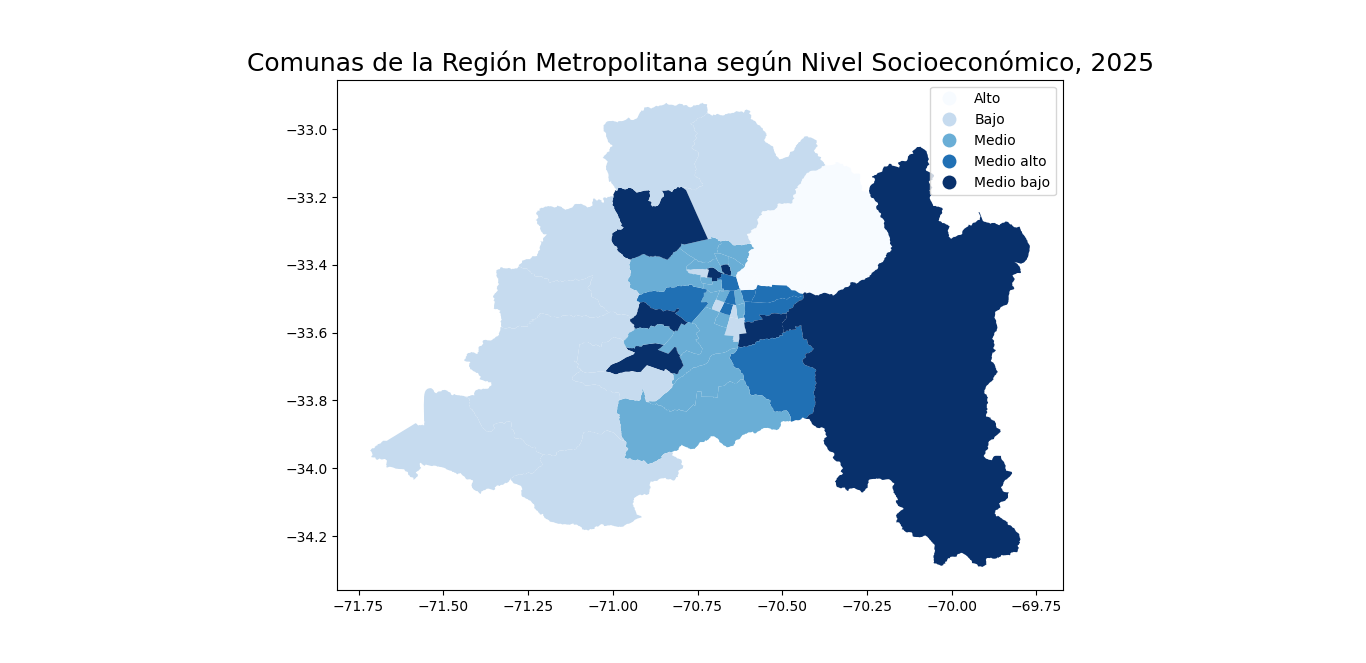 Comunas de la Región Metropolitana según Nivel Socioeconómico, 2025
Alto
Bajo
Medio
Medio alto
Medio bajo
−33.0
−33.2
−33.4
−33.6
−33.8
−34.0
−34.2
−71.75 −71.50 −71.25 −71.00 −70.75 −70.50 −70.25 −70.00 −69.75